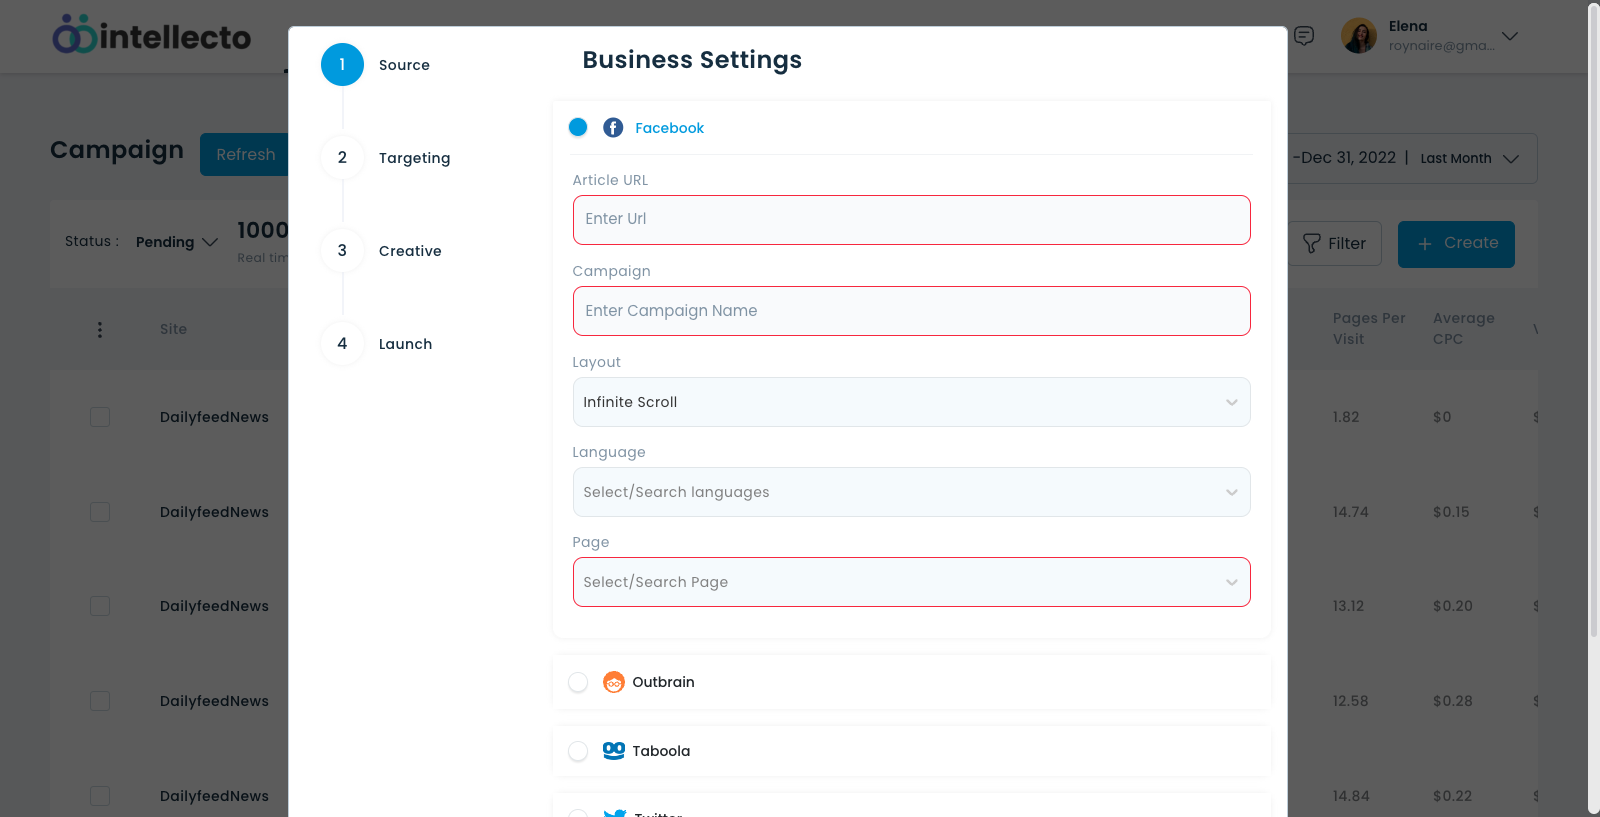 intellecto
Elena
roynaire@gma...
1
Source
Business Settings
2
Targeting
3
Creative
4
Launch
Facebook
Article URL
Enter Url
Campaign
Enter Campaign Name
Layout
Infinite Scroll
Language
Select/Search languages
Page
Select/Search Page
Outbrain
Taboola
Twitter
Campaign
Refresh
-Dec 31, 2022 | Last Month
Status : Pending
1000
Real tim
Filter
+ Create
Site
Pages Per
Visit
Average
CPC
DailyfeedNews
1.82
$0
DailyfeedNews
14.74
$0.15
DailyfeedNews
13.12
$0.20
DailyfeedNews
12.58
$0.28
DailyfeedNews
14.84
$0.22